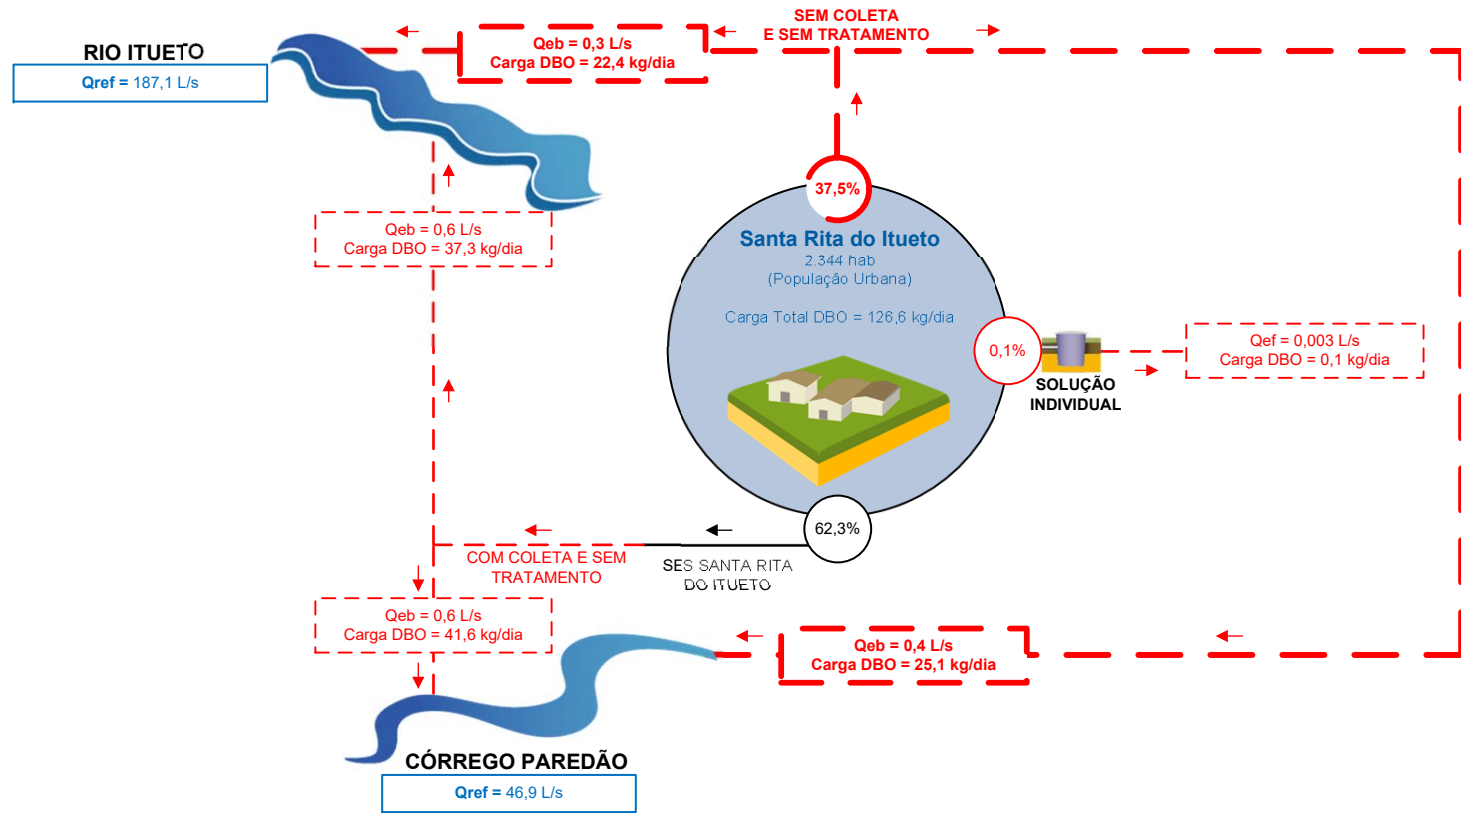 SEM COLETA
E SEM TRATAMENTO
RIO ITUETO
Qref = 187,1 L/s
Qeb = 0,3 L/s
Carga DBO = 22,4 kg/dia
37,5%
Qeb = 0,6 L/s
Carga DBO = 37,3 kg/dia
Santa Rita do Itueto
2.344 hab
(População Urbana)
Carga Total DBO = 126,6 kg/dia
0,1%
SOLUÇÃO
INDIVIDUAL
Qef = 0,003 L/s
Carga DBO = 0,1 kg/dia
62,3%
COM COLETA E SEM
TRATAMENTO
SES SANTA RITA
DO ITUETO
Qeb = 0,6 L/s
Carga DBO = 41,6 kg/dia
Qeb = 0,4 L/s
Carga DBO = 25,1 kg/dia
CÓRREGO PAREDÃO
Qref = 46,9 L/s